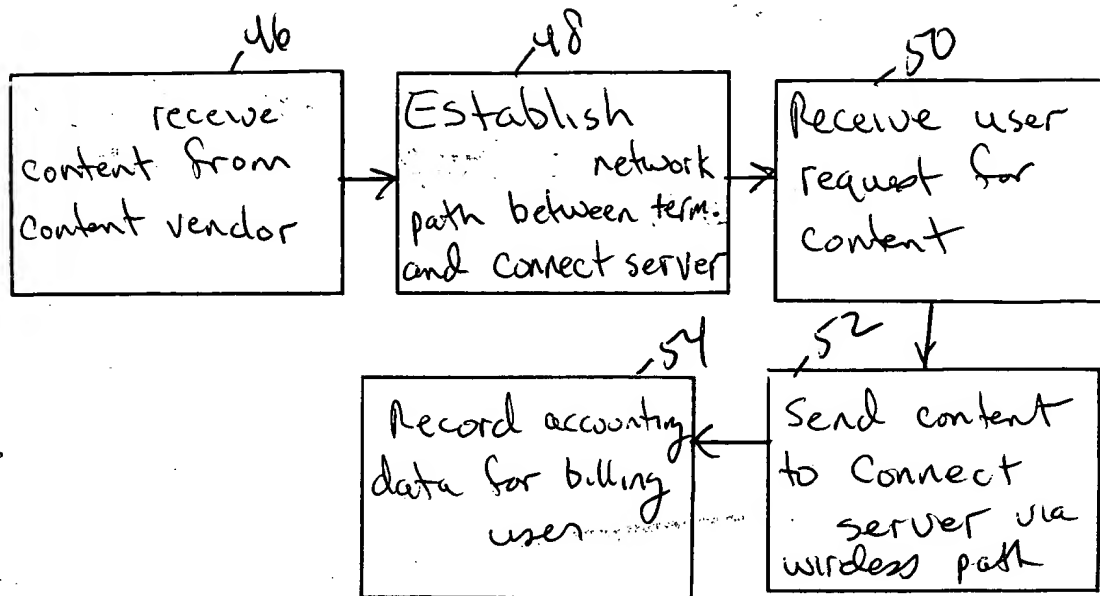 46
receive
content from
content vendor
48
Establish
network
path between term.
and connect server
50
Receive user
request for
content
52
Send content
to Connect
server via
wireless path
54
Record accounting
data for billing
user